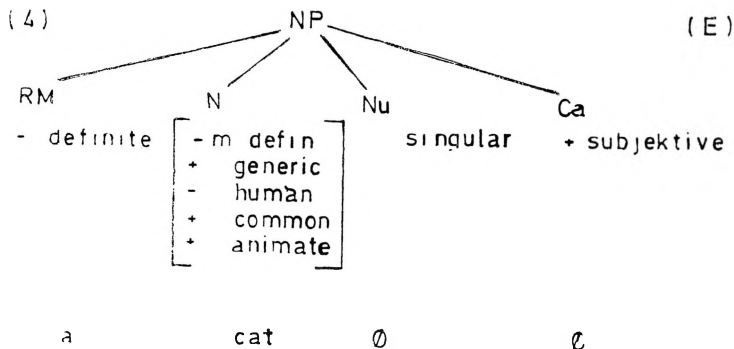 (4) NP (E)
RM N Nu Ca
- definite - m defin singular + subjektive
+ generic
- human
+ common
+ animate
a cat Ø Ø